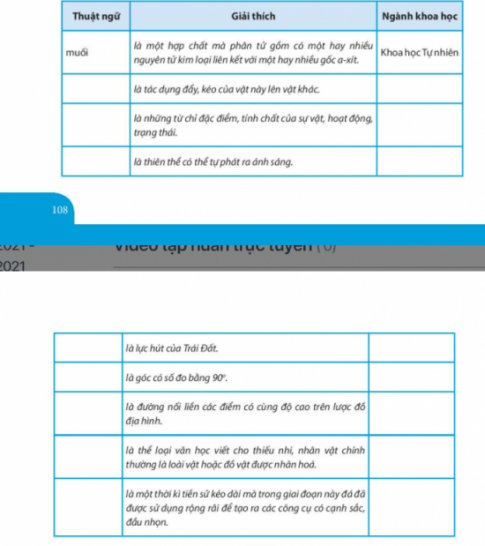 Thuật ngữ Giải thích Ngành khoa học
muối
là một hợp chất mà phân tử gồm có một hay nhiều
nguyên tử kim loại liên kết với một hay nhiều gốc a-xít.
Khoa học Tự nhiên
là tác dụng đẩy, kéo của vật này lên vật khác.
là những từ chỉ đặc điểm, tính chất của sự vật, hoạt động,
trạng thái.
là thiên thể có thể tự phát ra ánh sáng.
108
Video tập huấn trực tuyến ( 0)
2021
là lực hút của Trái Đất.
là góc có số đo bằng 90°.
là đường nối liền các điểm có cùng độ cao trên lược đồ
địa hình.
là thể loại văn học viết cho thiếu nhi, nhân vật chính
thường là loài vật hoặc đồ vật được nhân hoá.
là một thời kì tiền sử kéo dài mà trong giai đoạn này đá đã
được sử dụng rộng rãi để tạo ra các công cụ có cạnh sắc,
đầu nhọn.